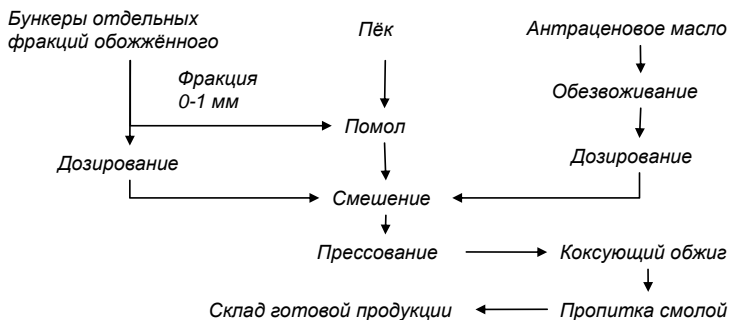 Бункеры отдельных
фракций обожжённого
Пёк
Антраценовое масло
Фракция
0-1 мм
Обезвоживание
Помол
Дозирование
Дозирование
Смешение
Прессование
Коксующий обжиг
Склад готовой продукции
Пропитка смолой